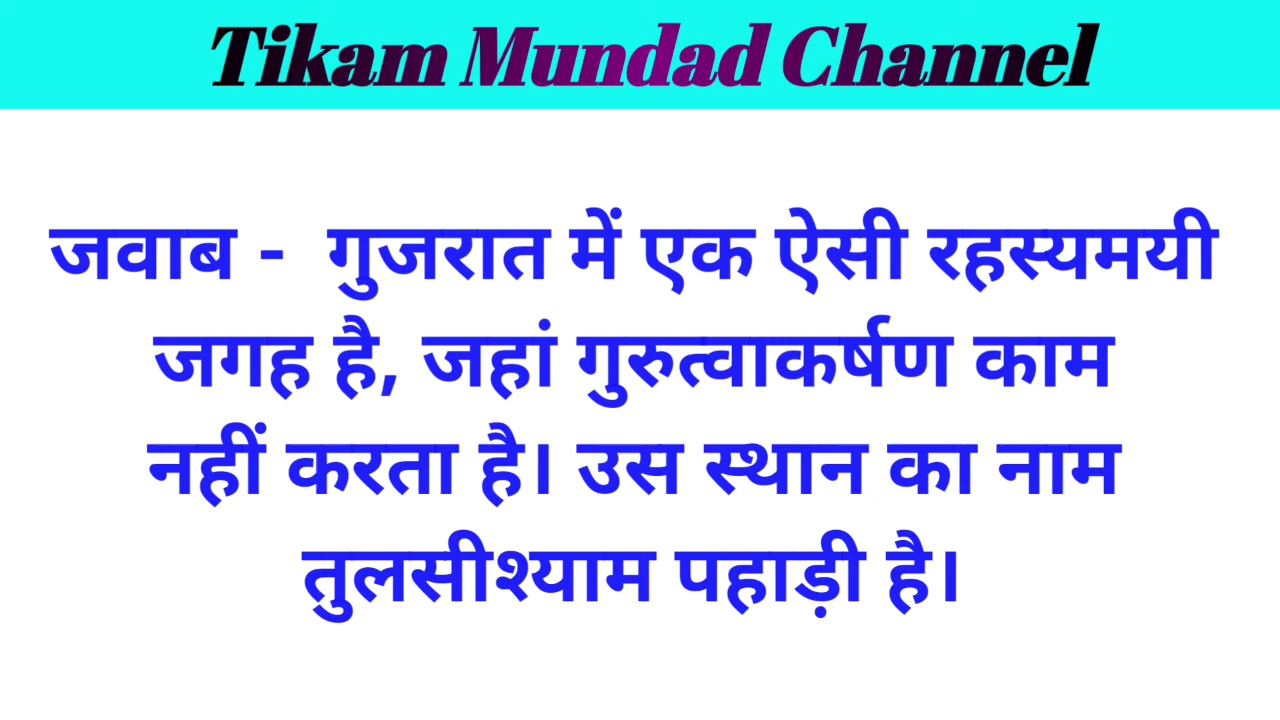 Tikam Mundad Channel
जवाब - गुजरात में एक ऐसी रहस्यमयी
जगह है, जहां गुरुत्वाकर्षण काम
नहीं करता है। उस स्थान का नाम
तुलसीश्याम पहाड़ी है।